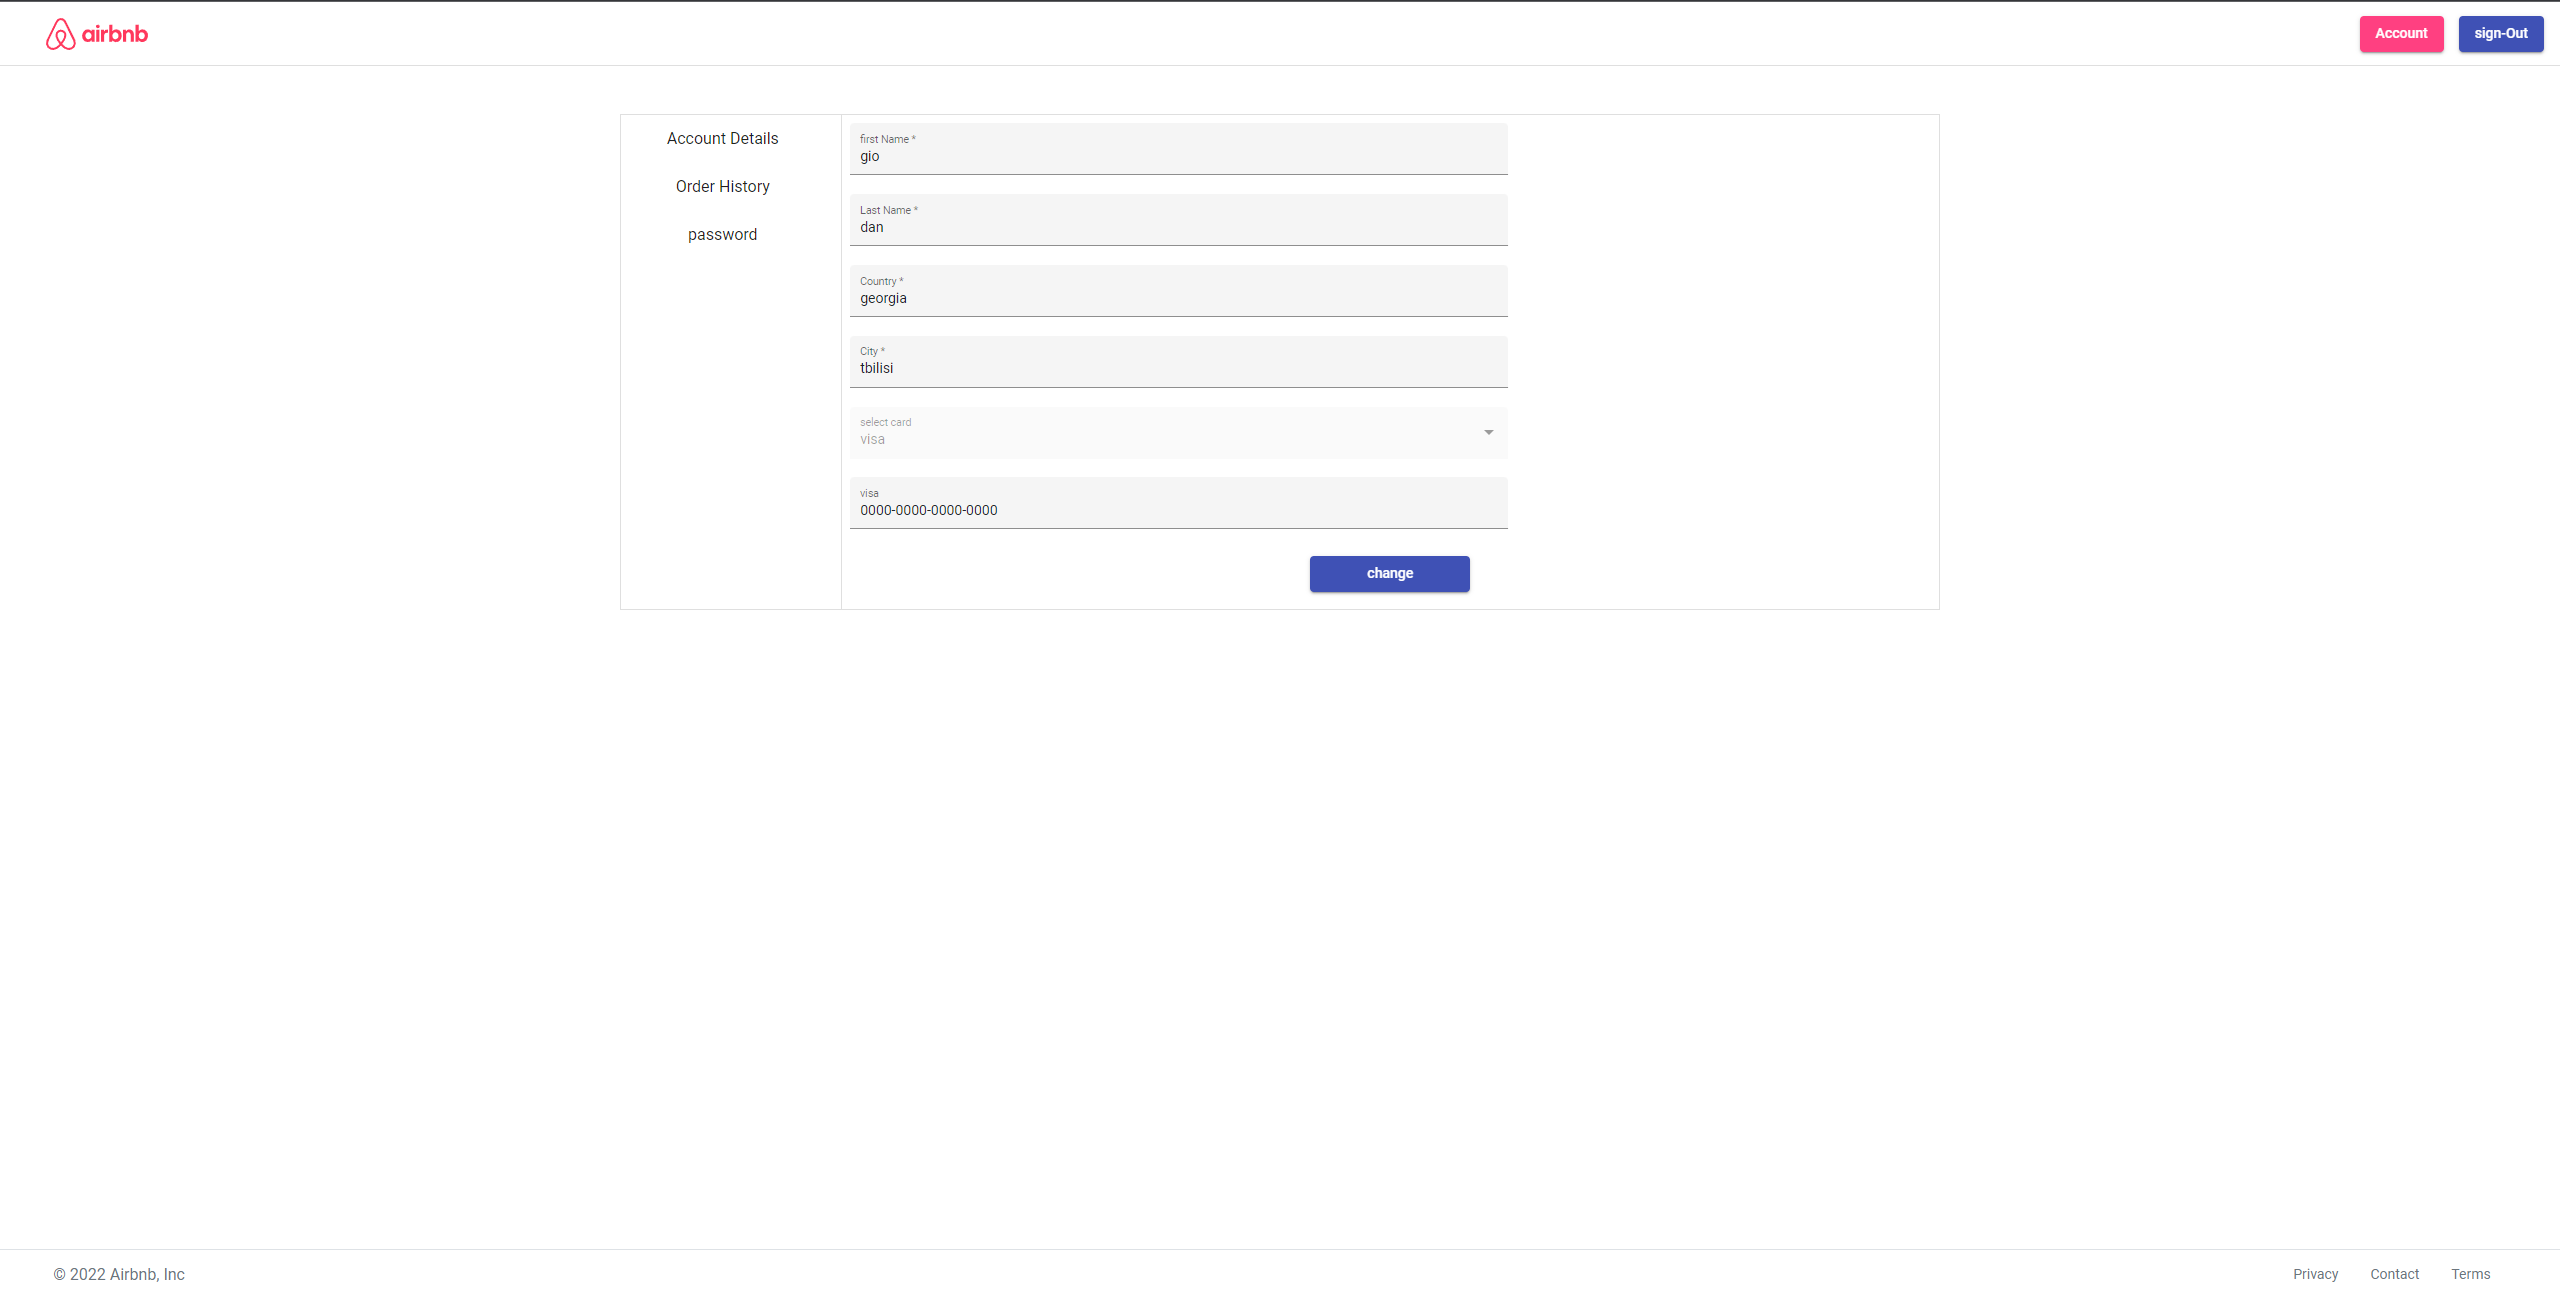 airbnb
Account
sign-Out
Account Details
Order History
password
first Name *
gio
Last Name *
dan
Country *
georgia
City *
tbilisi
select card
visa
visa
0000-0000-0000-0000
change
© 2022 Airbnb, Inc
Privacy
Contact
Terms